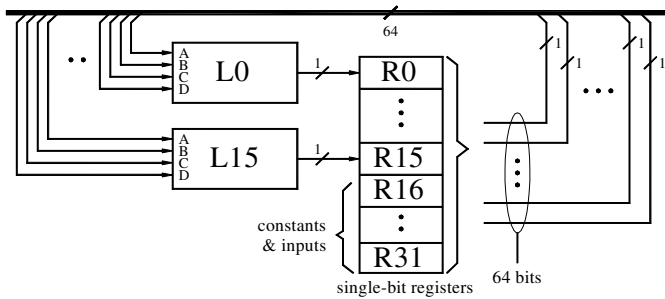 64
A
B
C
D
L0
1
R0
1
1
1
1
A
B
C
D
L15
1
R15
R16
constants
& inputs
R31
single-bit registers
64 bits